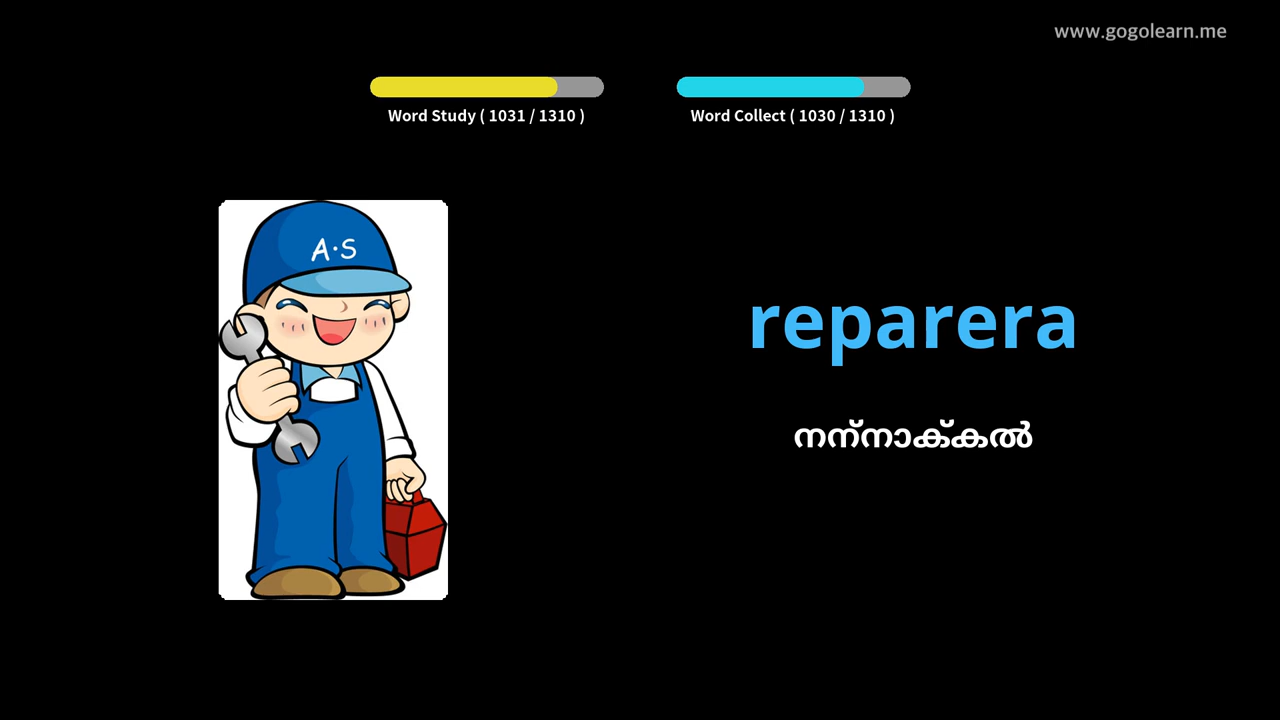 www.gogolearn.me
Word Study ( 1031 / 1310 )
Word Collect ( 1030 / 1310 )
A·S
reparera
നന്നാക്കൽ